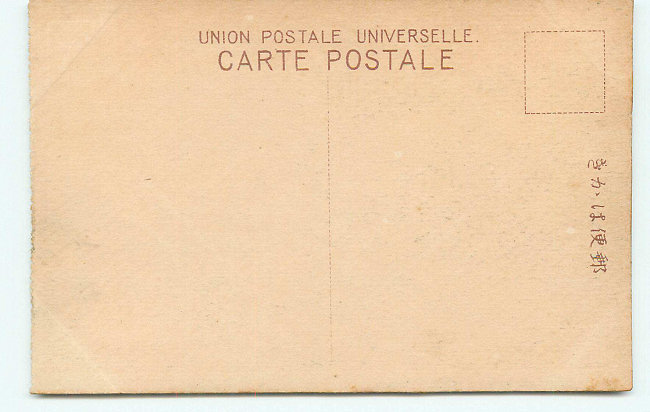 UNION POSTALE UNIVERSELLE.
CARTE POSTALE
郵便はかき